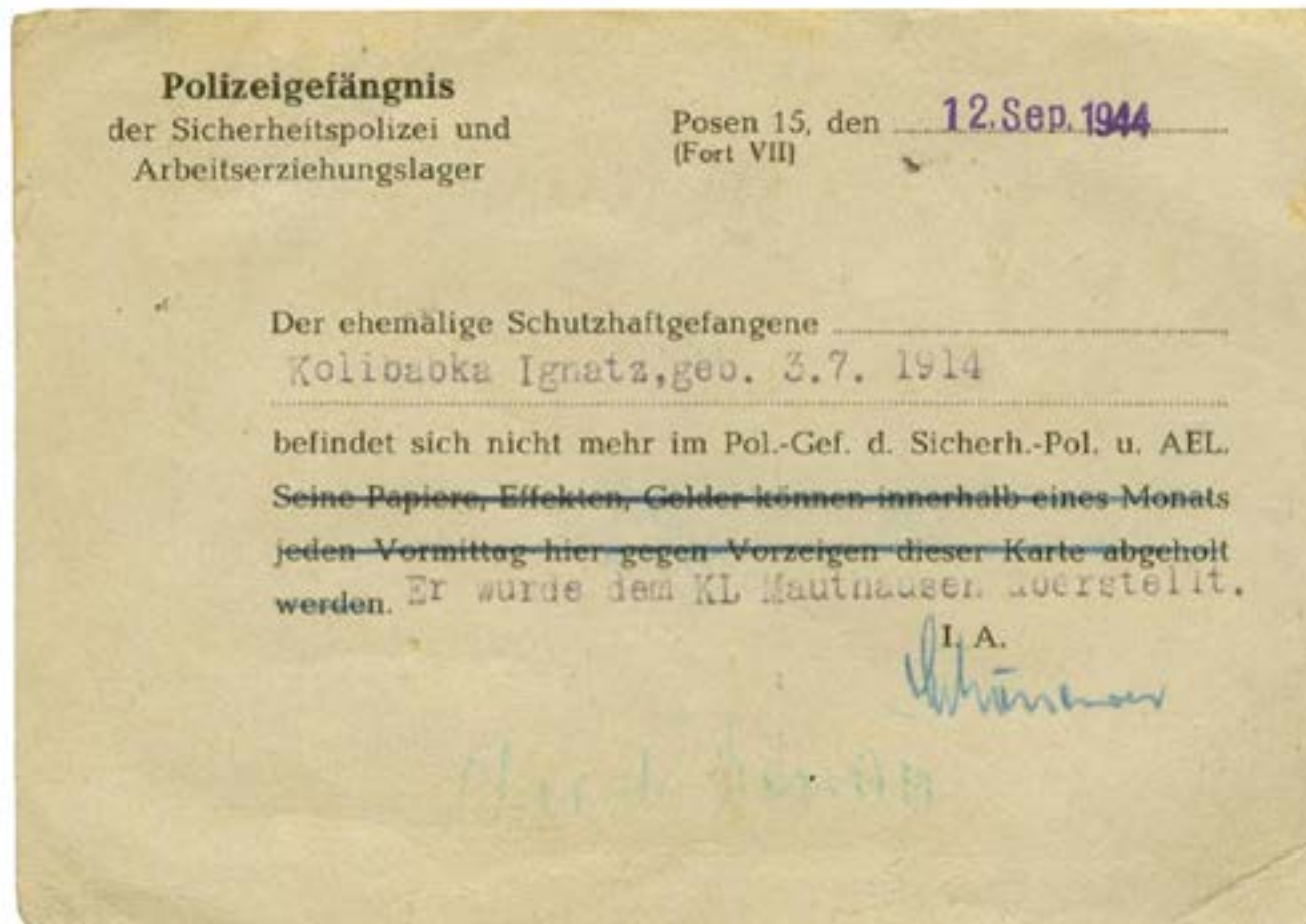 Polizeigefängnis
der Sicherheitspolizei und
Arbeitserziehungslager
Posen 15, den 12. Sep. 1944
(Fort VII)
Der ehemalige Schutzhaftgefangene
Ignatz, geb. 3.7. 1914
befindet sich nicht mehr im Pol.-Gef. d. Sicherh.-Pol. u. AEL.
Seine Papiere, Effekten, Gelder können innerhalb eines Monats
jeden Vormittag hier gegen Vorzeigen dieser Karte abgeholt
werden. Er wurde dem KL Mauthausen überstellt.
I. A.